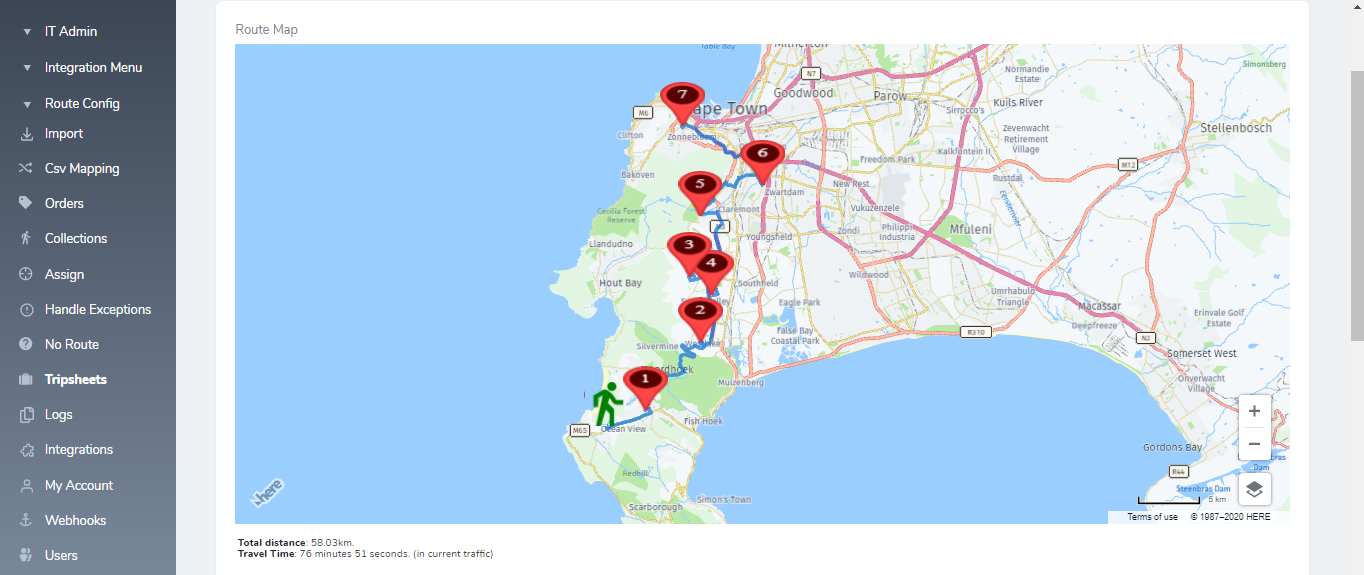 IT Admin
Integration Menu
Route Config
Import
Csv Mapping
Orders
Collections
Assign
Handle Exceptions
No Route
Tripsheets
Logs
Integrations
My Account
Webhooks
Users
Route Map
Table Bay
Milnerton
N7
Normandie
Estate
Simonsberg
Goodwood
Parow
Kuils River
7
M6
Cape Town
Sirrocco's
Clifton
Zonnebloem
Zevenwacht
Retirement
Village
Stellenbosch
6
Kalkfontein II
Freedom Park
M12
Bakoven
5
Zwartdam
New Rest
Rustdal
Eersterivier
Cecilia Forest
Reserve
Claremont
Vukuzenzele
Llandudno
3
Youngsfield
Zondi
Philippi
Industria
Mfuleni
4
Hout Bay
Southfield
Wildwood
Umrhabulo
Triangle
Eagle Park
Macassar
2
False Bay
Coastal Park
R310
Deepfreeze
Erinvale Golf
Estate
N2
Silvermine
Westlake
Somerset West
1
Noordhoek
Muizenberg
Onverwacht
Village
M65
Ocean View
Fish Hoek
Gordons Bay
Redhill
R44
Dam
Simon's Town
Steenbras Dam
Scarborough
here
5 km
Terms of use © 1987–2020 HERE
Total distance: 58.03km.
Travel Time: 76 minutes 51 seconds. (in current traffic)